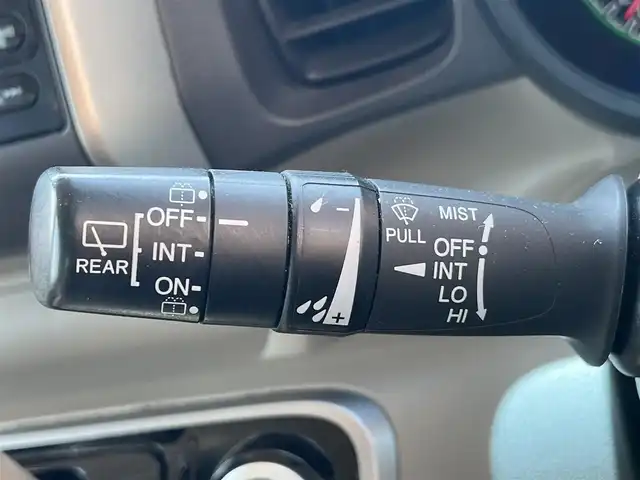 OFF
INT
ON
REAR
−
+
PULL
MIST
OFF
INT
LO
HI